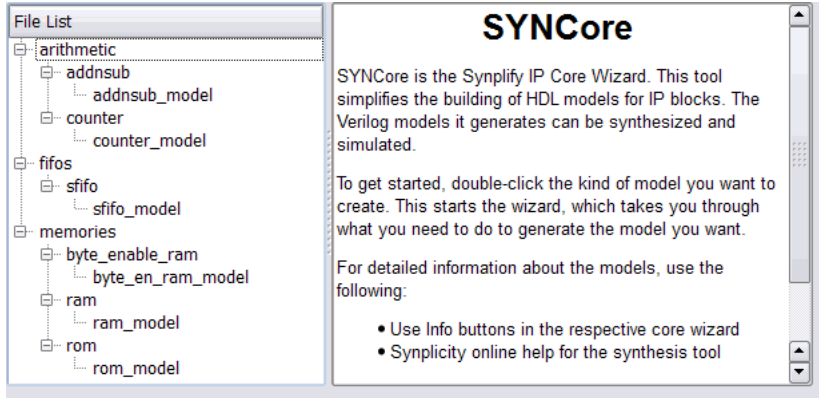 File List
arithmetic
addnsub
addnsub_model
counter
counter_model
fifos
sfifo
sfifo_model
memories
byte_enable_ram
byte_en_ram_model
ram
ram_model
rom
rom_model
SYNCore
SYNCore is the Synplify IP Core Wizard. This tool
simplifies the building of HDL models for IP blocks. The
Verilog models it generates can be synthesized and
simulated.
To get started, double-click the kind of model you want to
create. This starts the wizard, which takes you through
what you need to do to generate the model you want.
For detailed information about the models, use the
following:
• Use Info buttons in the respective core wizard
• Synplicity online help for the synthesis tool